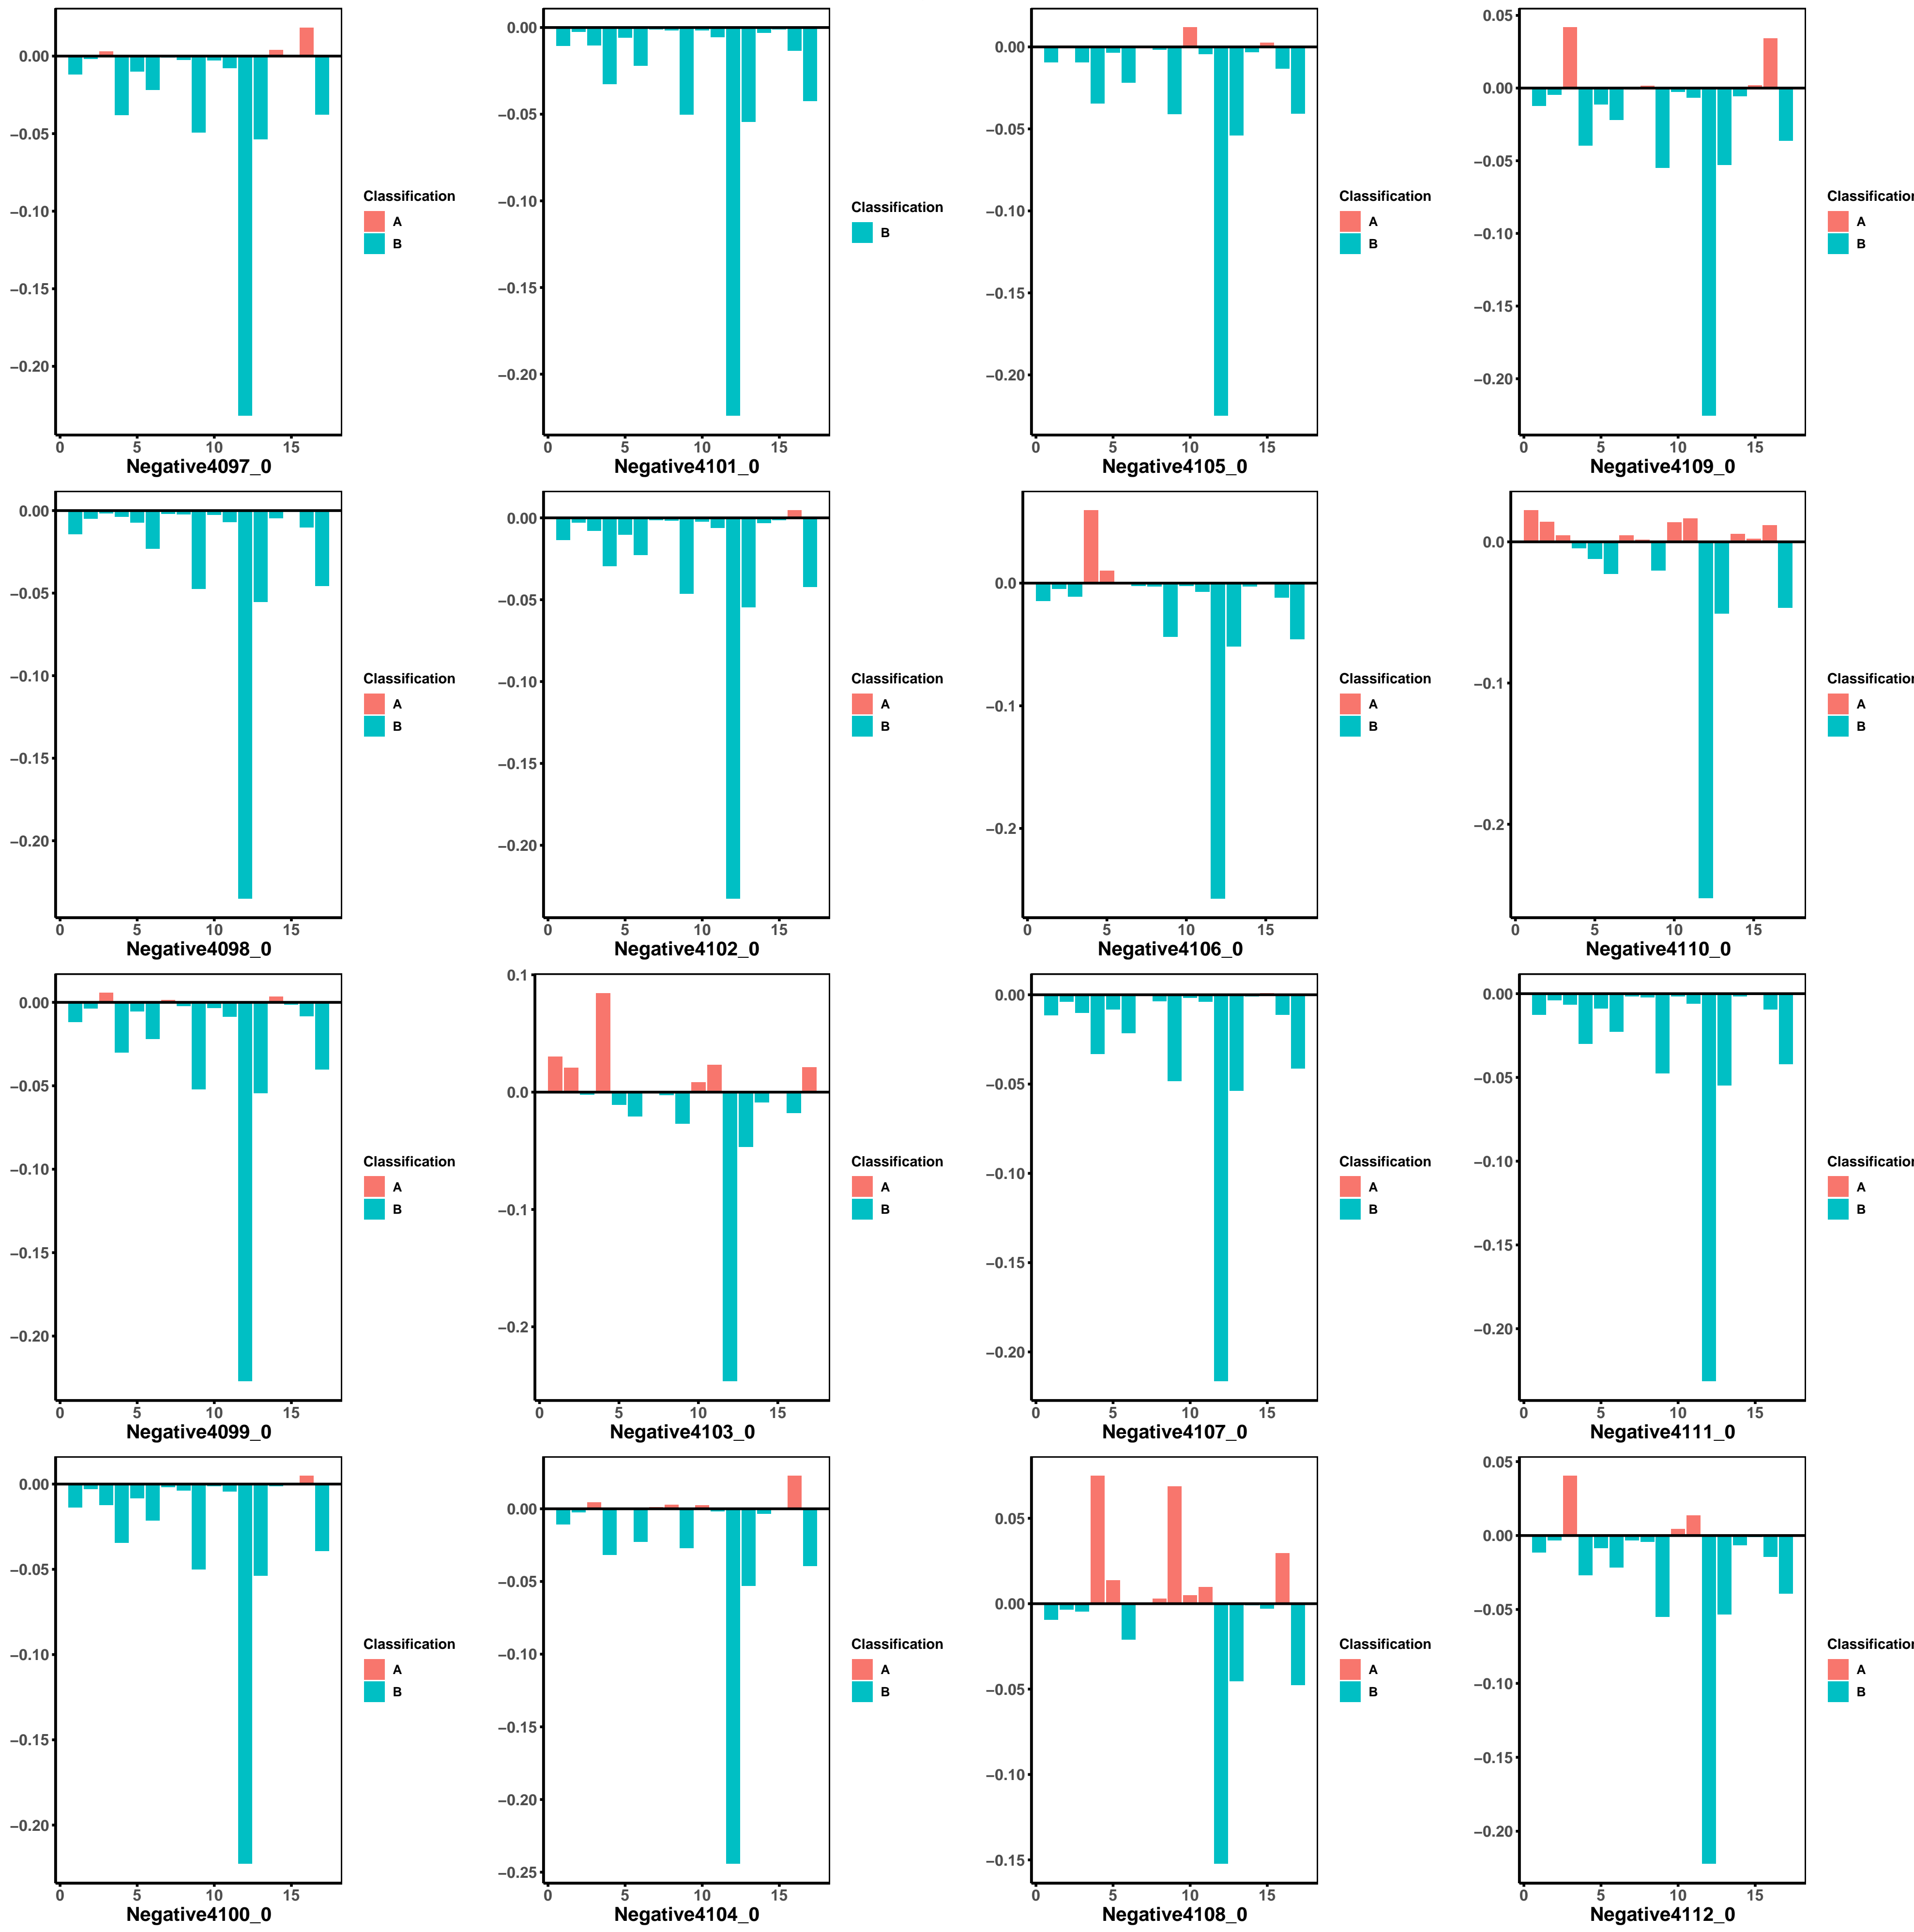 0.00
−0.05
−0.10
−0.15
−0.20
0 5 10 15
Negative4097_0
Classification
A
B
0.00
−0.05
−0.10
−0.15
−0.20
0 5 10 15
Negative4101_0
Classification
B
0.00
−0.05
−0.10
−0.15
−0.20
0 5 10 15
Negative4105_0
Classification
A
B
0.05
0.00
−0.05
−0.10
−0.15
−0.20
0 5 10 15
Negative4109_0
Classification
A
B
0.00
−0.05
−0.10
−0.15
−0.20
0 5 10 15
Negative4098_0
Classification
A
B
0.00
−0.05
−0.10
−0.15
−0.20
0 5 10 15
Negative4102_0
Classification
A
B
0.0
−0.1
−0.2
0 5 10 15
Negative4106_0
Classification
A
B
0.0
−0.1
−0.2
0 5 10 15
Negative4110_0
Classification
A
B
0.00
−0.05
−0.10
−0.15
−0.20
0 5 10 15
Negative4099_0
Classification
A
B
0.1
0.0
−0.1
−0.2
0 5 10 15
Negative4103_0
Classification
A
B
0.00
−0.05
−0.10
−0.15
−0.20
0 5 10 15
Negative4107_0
Classification
A
B
0.00
−0.05
−0.10
−0.15
−0.20
0 5 10 15
Negative4111_0
Classification
A
B
0.00
−0.05
−0.10
−0.15
−0.20
0 5 10 15
Negative4100_0
Classification
A
B
0.00
−0.05
−0.10
−0.15
−0.20
−0.25
0 5 10 15
Negative4104_0
Classification
A
B
0.05
0.00
−0.05
−0.10
−0.15
0 5 10 15
Negative4108_0
Classification
A
B
0.05
0.00
−0.05
−0.10
−0.15
−0.20
0 5 10 15
Negative4112_0
Classification
A
B